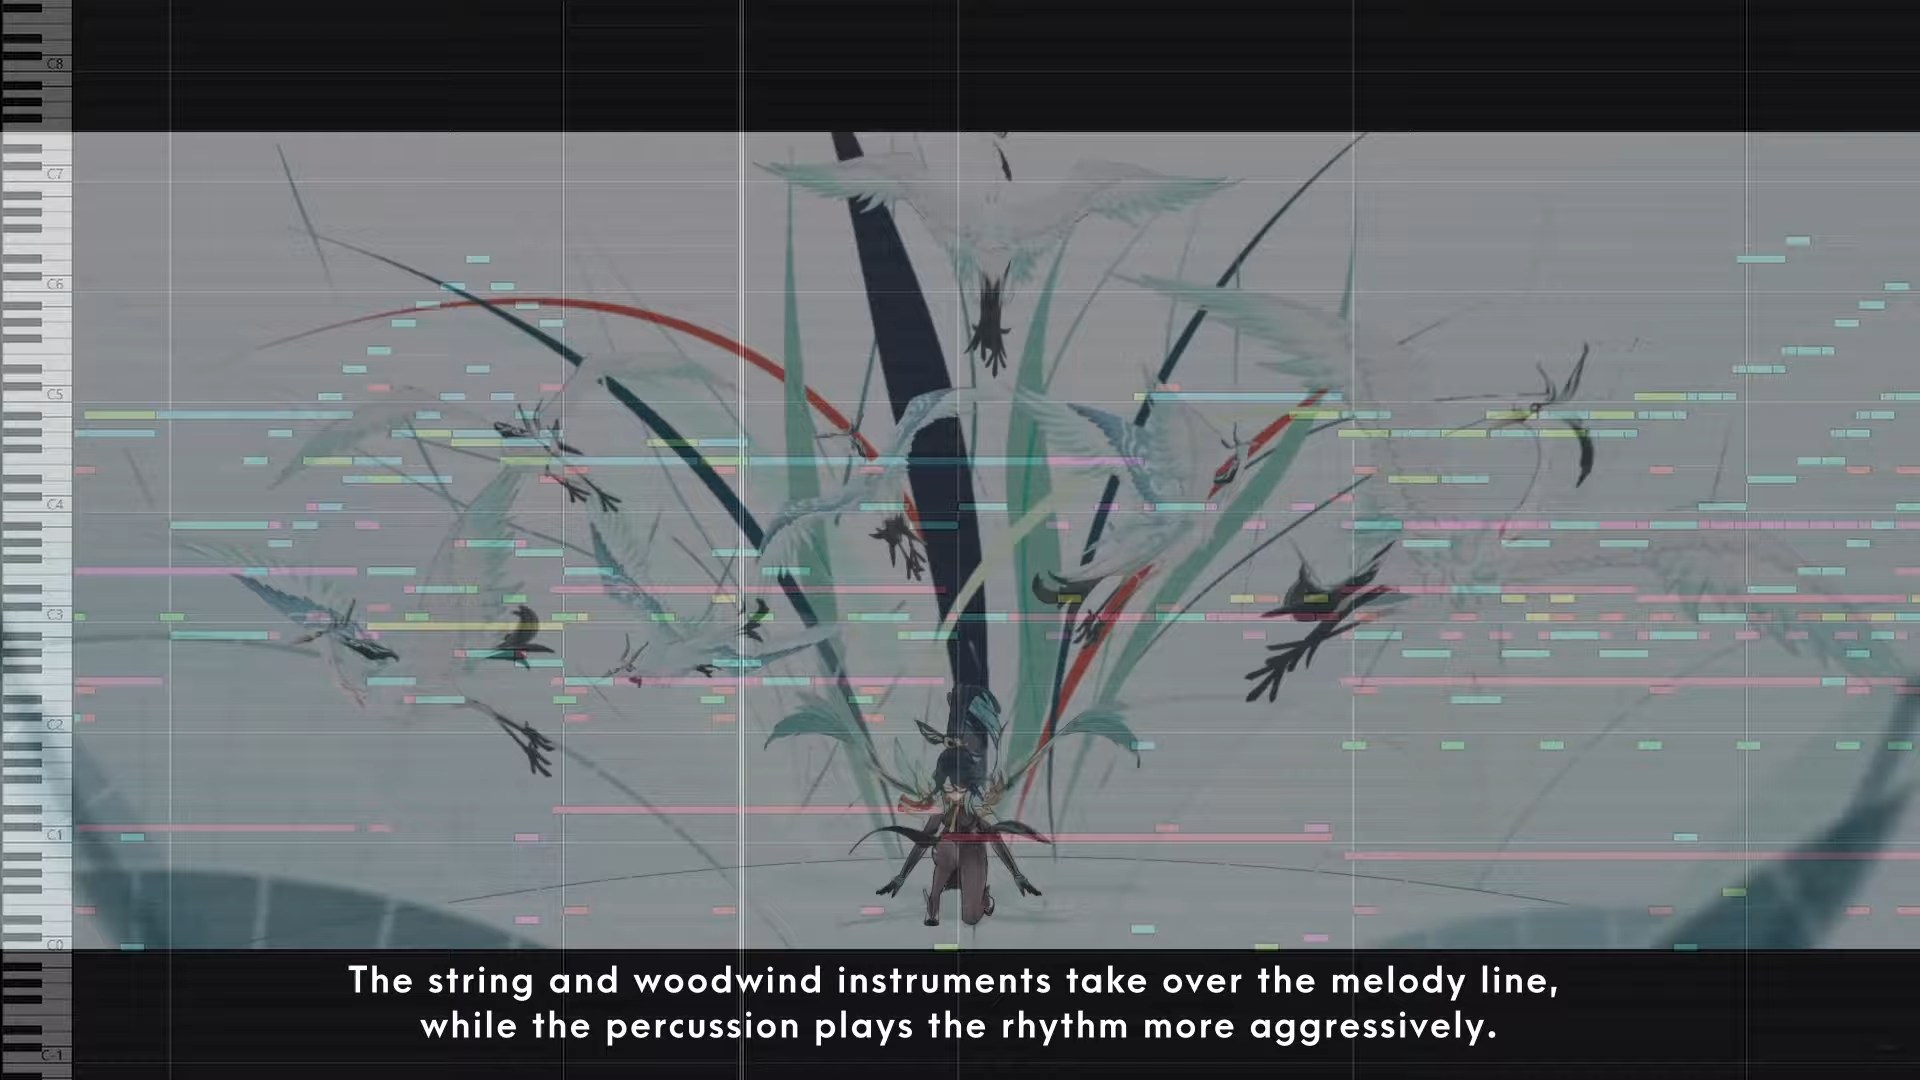 C8
C7
C6
C5
C4
C3
C2
C1
C0
The string and woodwind instruments take over the melody line,
while the percussion plays the rhythm more aggressively.
C-1